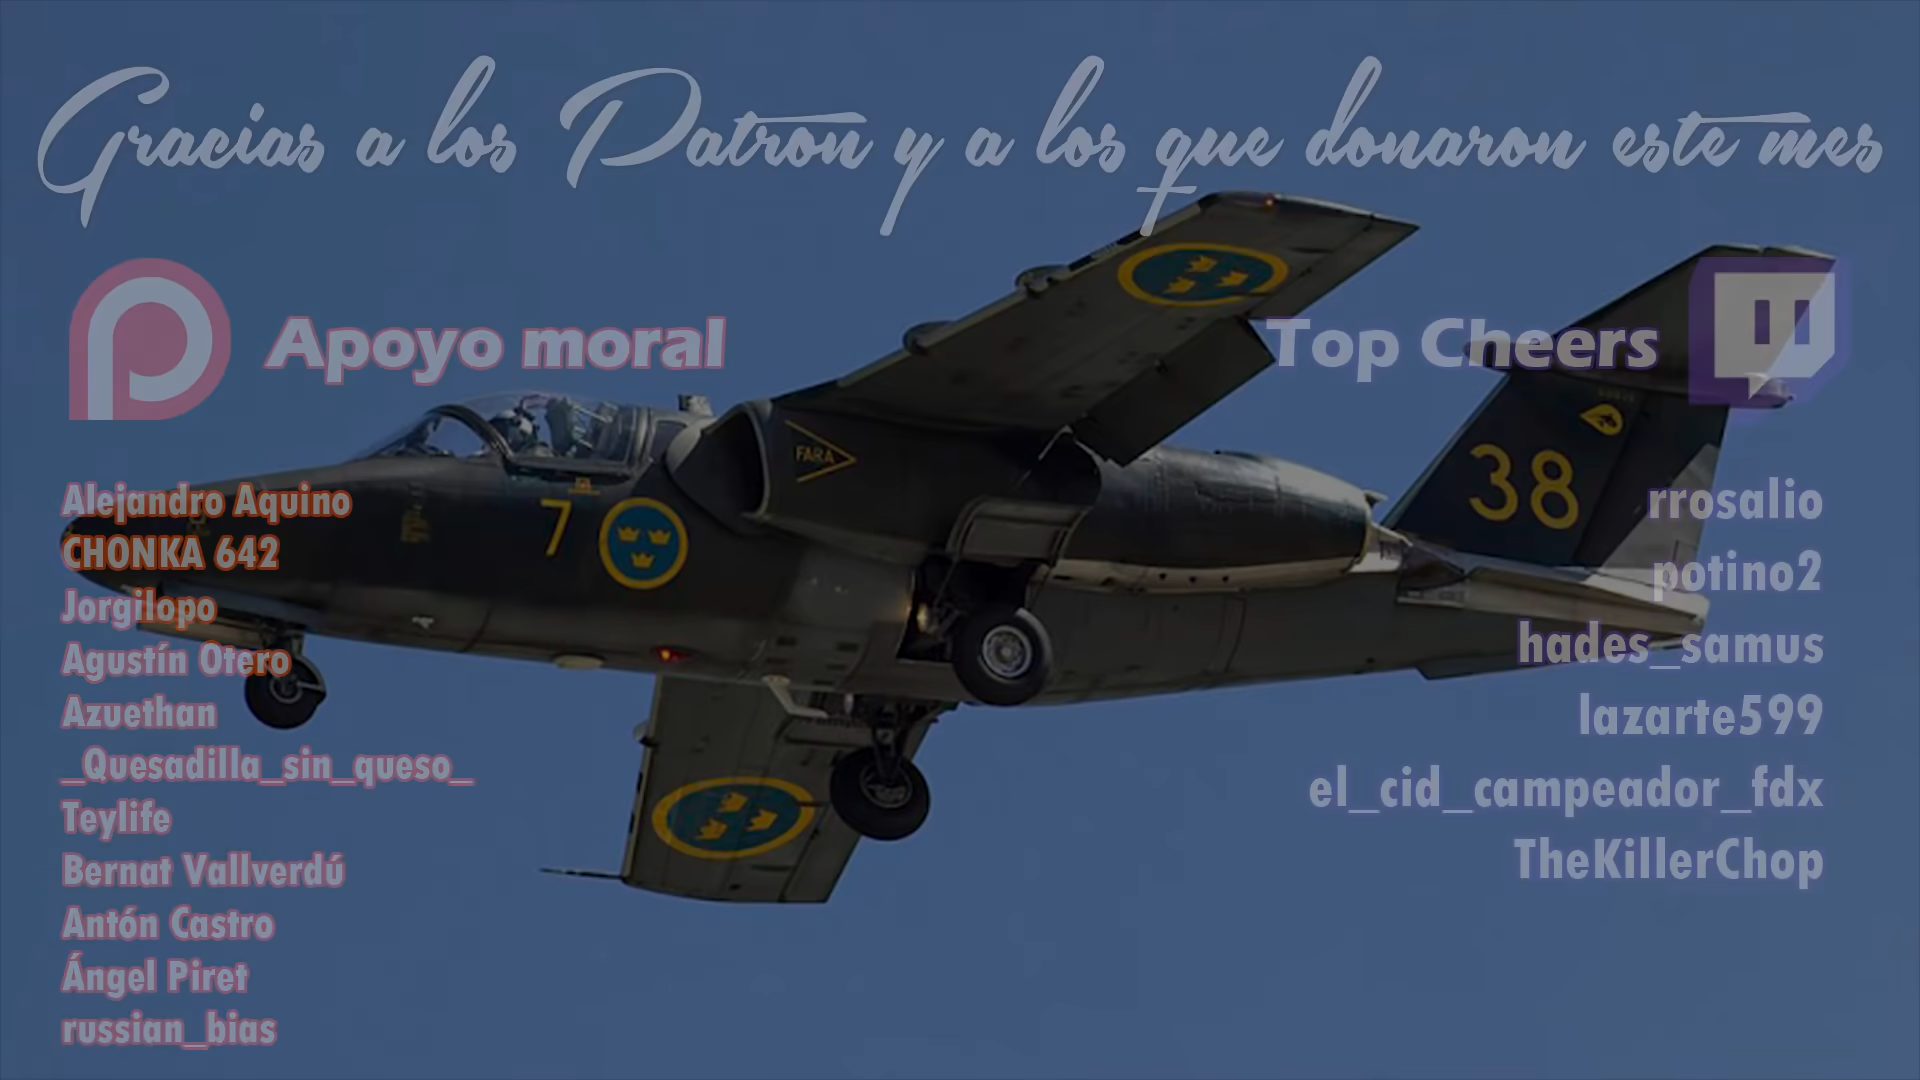 Gracias a los Patron y a los que donaron este mes
Apoyo moral
Top Cheers
Alejandro Aquino
CHONKA 642
Jorgilopo
Agustín Otero
Azuethan
_Quesadilla_sin_queso_
Teylife
Bernat Vallverdú
Antón Castro
Ángel Piret
russian_bias
rrosalio
potino2
hades_samus
lazarte599
el_cid_campeador_fdx
TheKillerChop
FARA
7
38